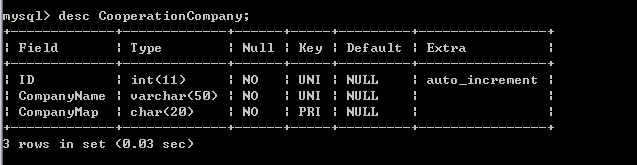 mysql> desc CooperationCompany;
+-------------+-------------+------+-----+---------+----------------+
| Field       | Type        | Null | Key | Default | Extra          |
+-------------+-------------+------+-----+---------+----------------+
| ID          | int(11)     | NO   | UNI | NULL    | auto_increment |
| CompanyName | varchar(50) | NO   | UNI | NULL    |                |
| CompanyMap  | char(20)    | NO   | PRI | NULL    |                |
+-------------+-------------+------+-----+---------+----------------+
3 rows in set (0.03 sec)